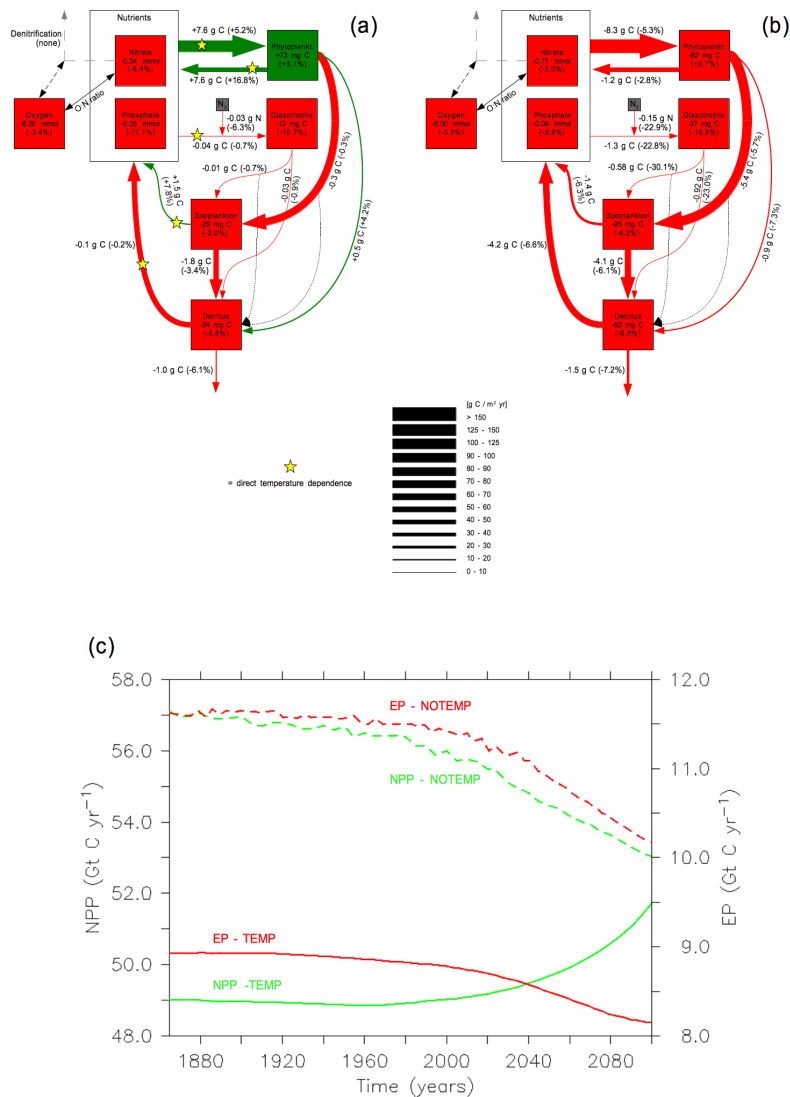 (a)
Nutrients
Denitrification
(none)
+7.6 g C (+5.2%)
Nitrate
-0.34 mmol
(-6.4%)
Phytoplankt.
+73 mg C
(+3.1%)
+7.6 g C (+16.8%)
O:N ratio
Oxygen
-6.20 mmol
(-3.4%)
Phosphate
-0.05 mmol
(-11.1%)
N₂
-0.03 g N
(-6.3%)
-0.04 g C (-0.7%)
Diazotrophs
-12 mg C
(-10.7%)
-0.3 g C (-0.3%)
-0.01 g C (-0.7%)
-0.03 g C
(-0.9%)
+1.5 g C
(+7.8%)
+0.5 g C (+4.2%)
Zooplankton
-29 mg C
(-2.0%)
-0.1 g C (-0.2%)
-1.8 g C
(-3.4%)
Detritus
-54 mg C
(-5.6%)
-1.0 g C (-6.1%)
(b)
Nutrients
Denitrification
(none)
-8.3 g C (-5.3%)
Nitrate
-0.11 mmol
(-2.0%)
Phytoplankt.
-62 mg C
(-2.7%)
-1.2 g C (-2.8%)
O:N ratio
Oxygen
-6.00 mmol
(-3.3%)
Phosphate
-0.04 mmol
N₂
-0.15 g N
(-22.9%)
-1.3 g C (-22.8%)
Diazotrophs
-37 mg C
(-19.6%)
-5.4 g C (-5.7%)
-0.58 g C (-30.1%)
-0.92 g C
(-23.0%)
-1.4 g C
(-6.3%)
-0.9 g C (-7.3%)
Zooplankton
-95 mg C
(-6.2%)
-4.2 g C (-6.6%)
-4.1 g C
(-6.1%)
Detritus
-82 mg C
(-6.5%)
-1.5 g C (-7.2%)
= direct temperature dependence
[g C / m² yr]
> 150
125 - 150
100 - 125
90 - 100
80 - 90
70 - 80
60 - 70
50 - 60
40 - 50
30 - 40
20 - 30
10 - 20
0 - 10
(c)
58.0
56.0
54.0
52.0
50.0
48.0
NPP (Gt C yr⁻¹)
12.0
11.0
10.0
9.0
8.0
EP (Gt C yr⁻¹)
EP - NOTEMP
NPP - NOTEMP
EP - TEMP
NPP -TEMP
1880 1920 1960 2000 2040 2080
Time (years)